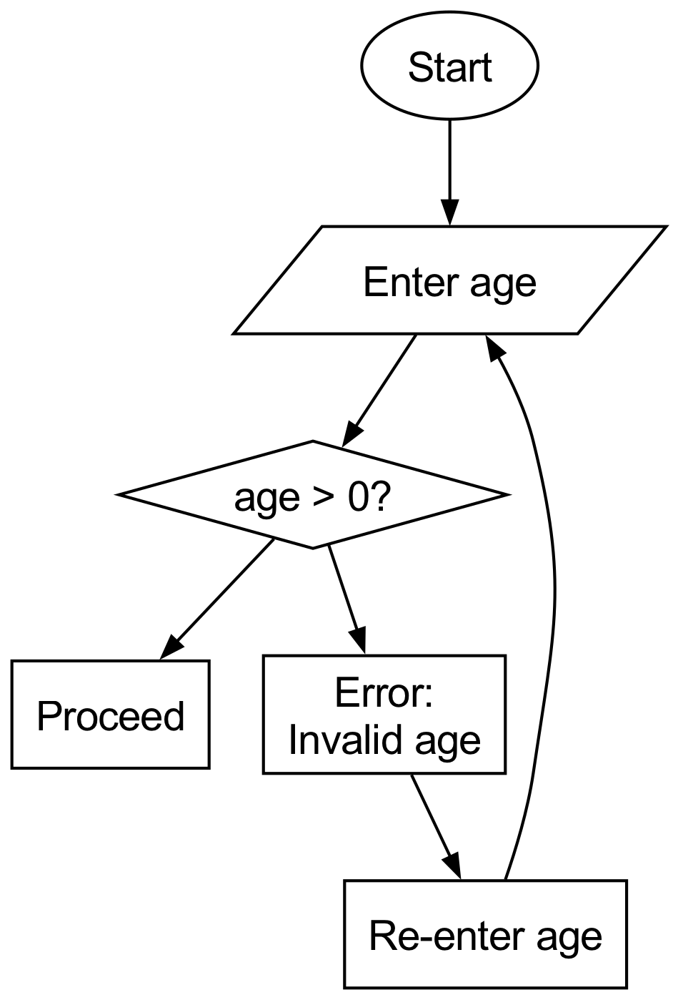 Start
Enter age
age > 0?
Proceed
Error:
Invalid age
Re-enter age